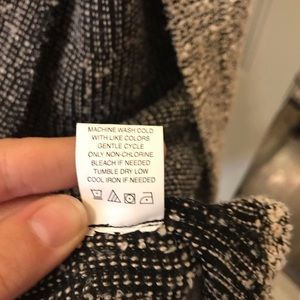 MACHINE WASH COLD
WITH LIKE COLORS
GENTLE CYCLE
ONLY NON-CHLORINE
BLEACH IF NEEDED
TUMBLE DRY LOW
COOL IRON IF NEEDED